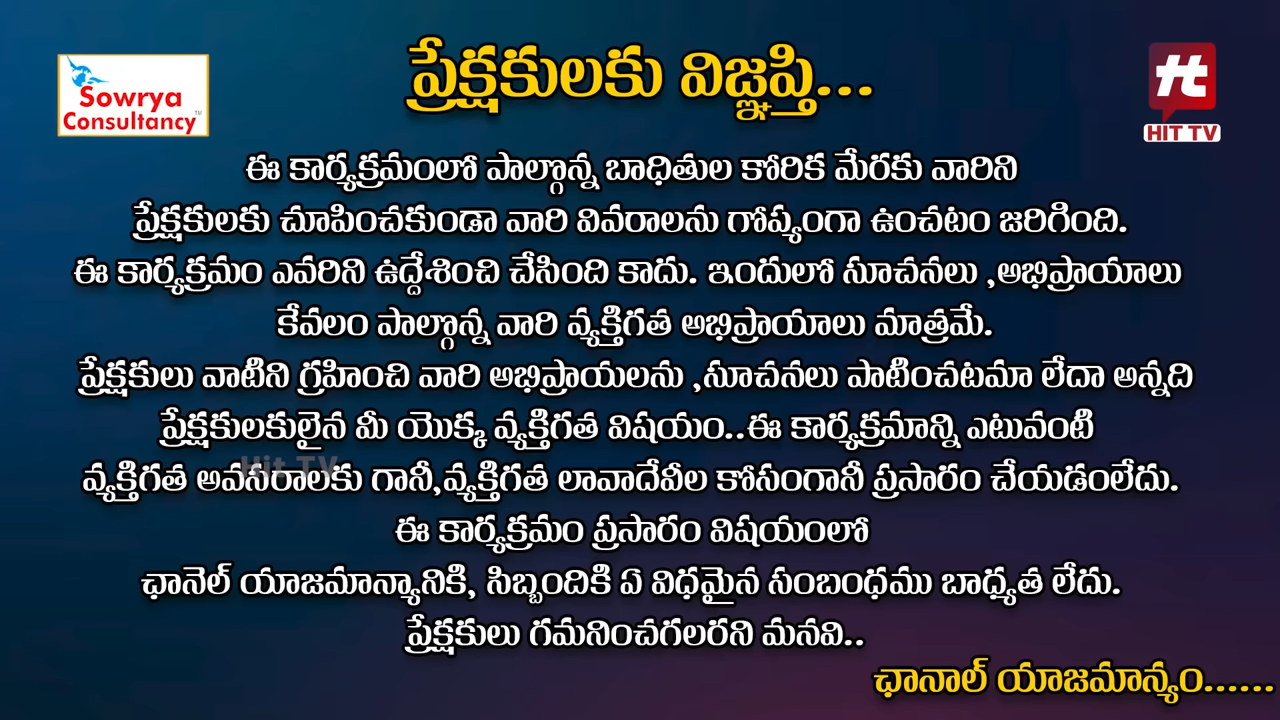 ప్రేక్షకులకు విజ్ఞప్తి...
Sowrya
Consultancy
TM
HIT TV
ఈ కార్యక్రమంలో పాల్గొన్న బాధితుల కోరిక మేరకు వారిని
ప్రేక్షకులకు చూపించకుండా వారి వివరాలను గోప్యంగా ఉంచటం జరిగింది.
ఈ కార్యక్రమం ఎవరిని ఉద్దేశించి చేసింది కాదు. ఇందులో సూచనలు ,అభిప్రాయాలు
కేవలం పాల్గొన్న వారి వ్యక్తిగత అభిప్రాయాలు మాత్రమే.
ప్రేక్షకులు వాటిని గ్రహించి వారి అభిప్రాయలను ,సూచనలు పాటించటమా లేదా అన్నది
ప్రేక్షకులకులైన మీ యొక్క వ్యక్తిగత విషయం..ఈ కార్యక్రమాన్ని ఎటువంటి
Hit TV
వ్యక్తిగత అవసరాలకు గానీ,వ్యక్తిగత లావాదేవీల కోసంగానీ ప్రసారం చేయడంలేదు.
ఈ కార్యక్రమం ప్రసారం విషయంలో
ఛానెల్ యాజమాన్యానికి, సిబ్బందికి ఏ విధమైన సంబంధము బాధ్యత లేదు.
ప్రేక్షకులు గమనించగలరని మనవి..
ఛానాల్ యాజమాన్యం......